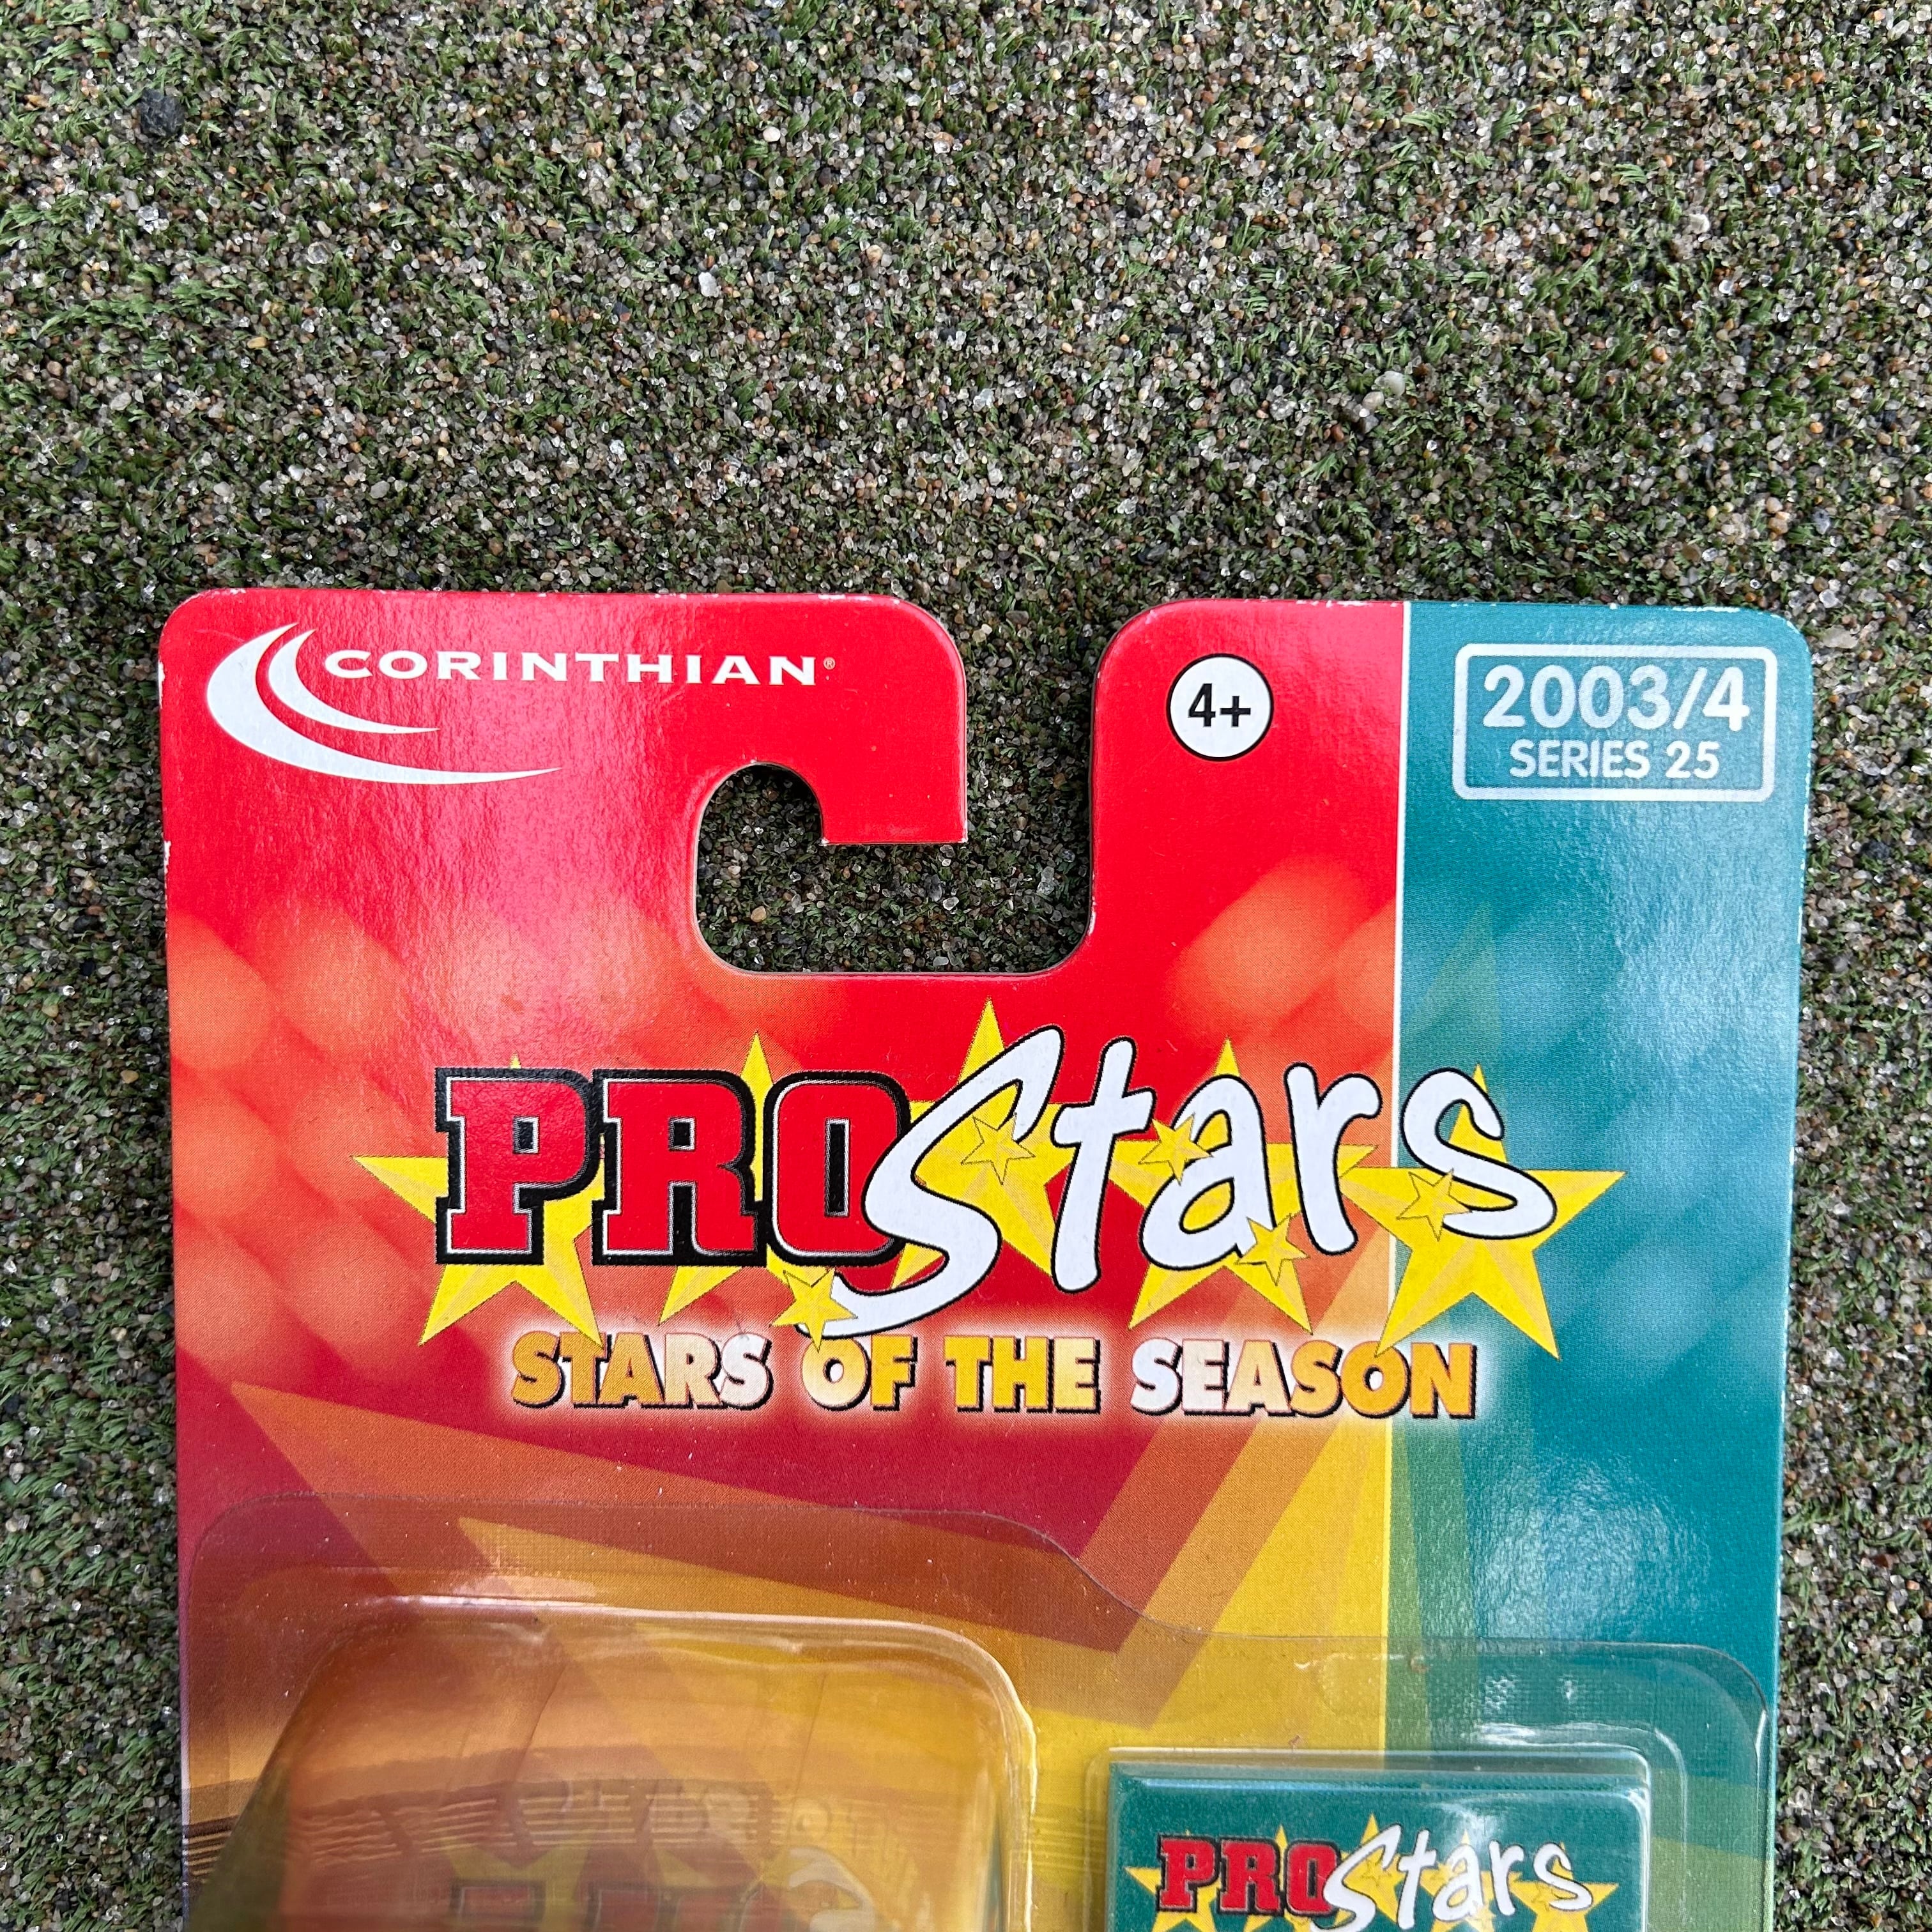 CORINTHIAN®
4+
2003/4
SERIES 25
PROStars
STARS OF THE SEASON
PROStars